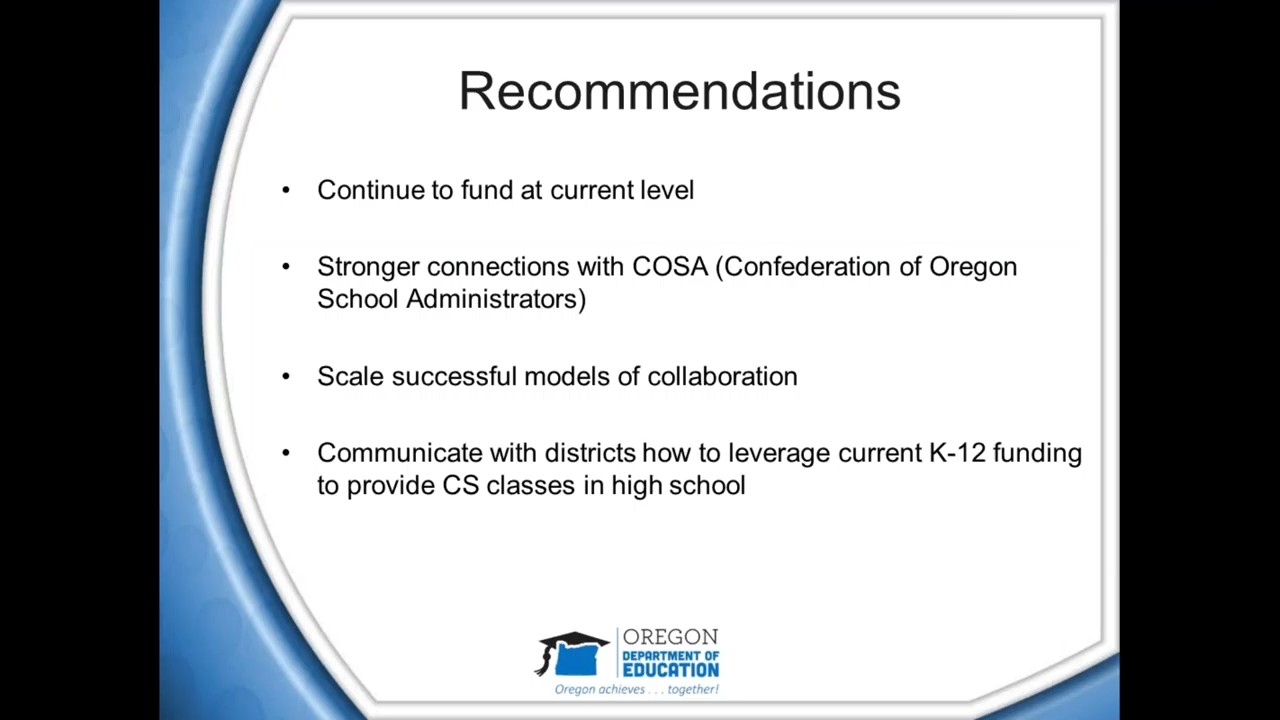 Recommendations
• Continue to fund at current level
• Stronger connections with COSA (Confederation of Oregon
School Administrators)
• Scale successful models of collaboration
• Communicate with districts how to leverage current K-12 funding
to provide CS classes in high school
OREGON
DEPARTMENT OF
EDUCATION
Oregon achieves . . . together!